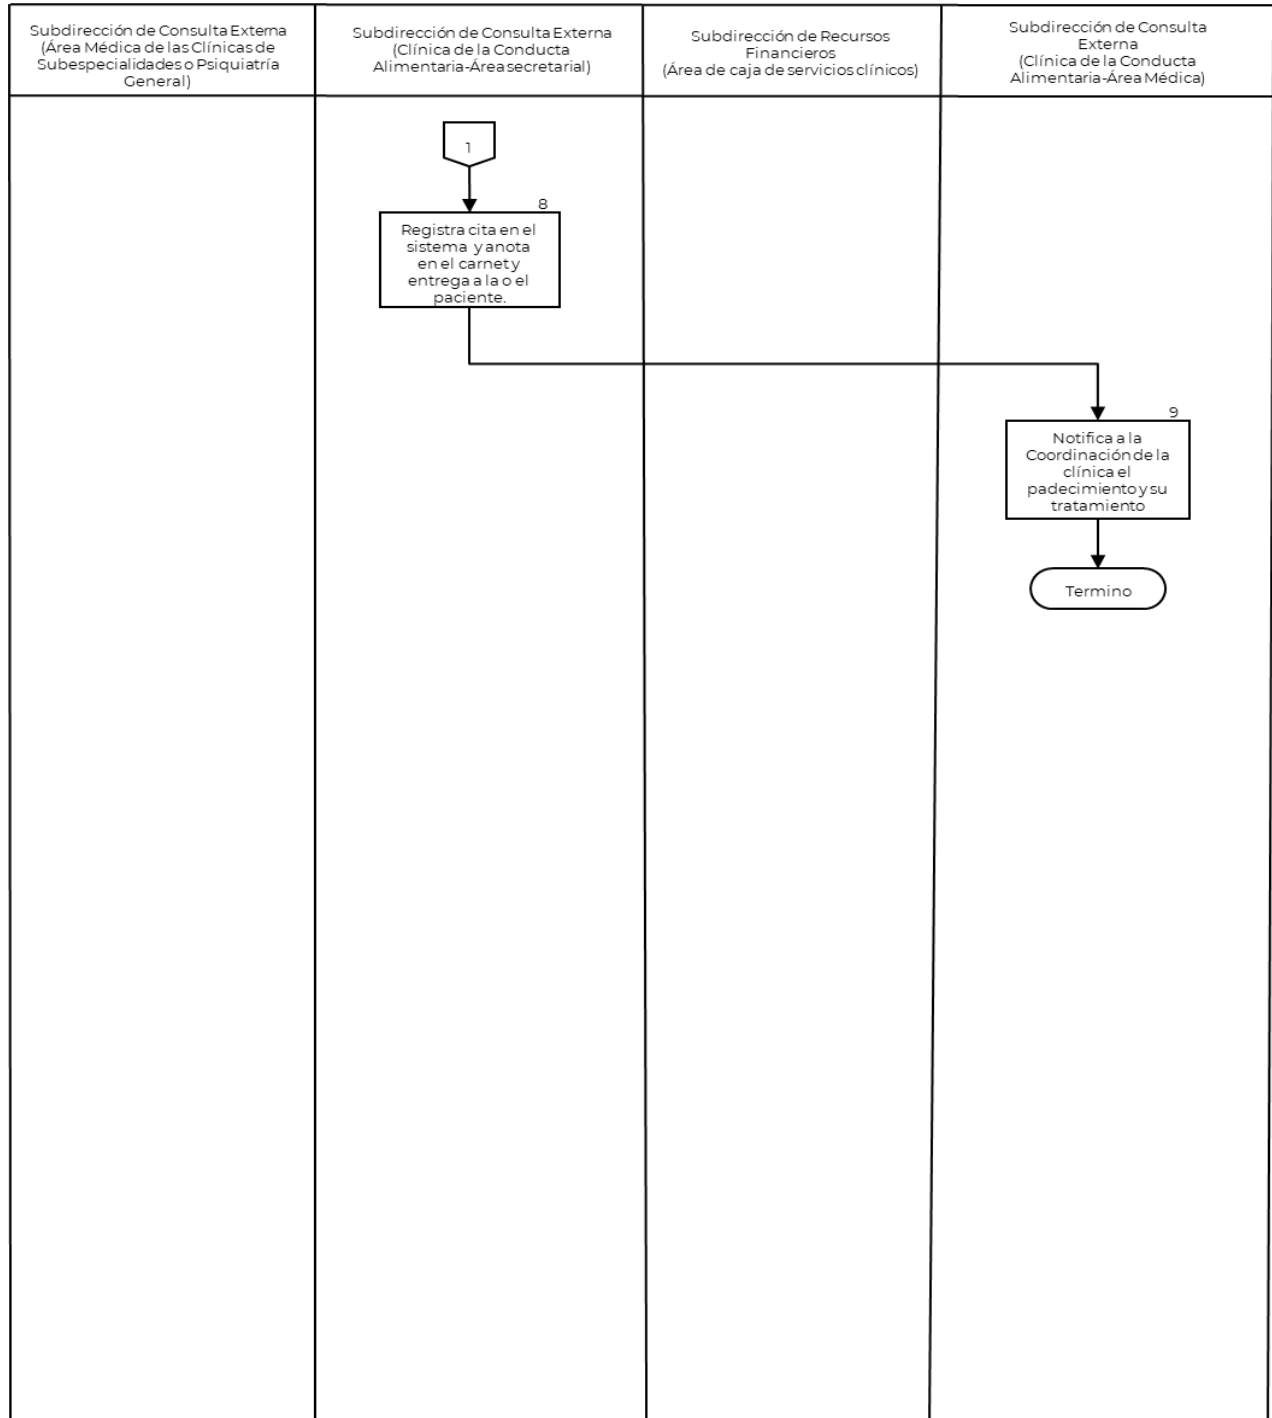 Subdirección de Consulta Externa
(Área Médica de las Clínicas de
Subespecialidades o Psiquiatría
General)
Subdirección de Consulta Externa
(Clínica de la Conducta
Alimentaria-Área secretarial)
Subdirección de Recursos
Financieros
(Área de caja de servicios clínicos)
Subdirección de Consulta
Externa
(Clínica de la Conducta
Alimentaria-Área Médica)
1
8
Registra cita en el
sistema y anota
en el carnet y
entrega a la o el
paciente.
9
Notifica a la
Coordinación de la
clínica el
padecimiento y su
tratamiento
Termino